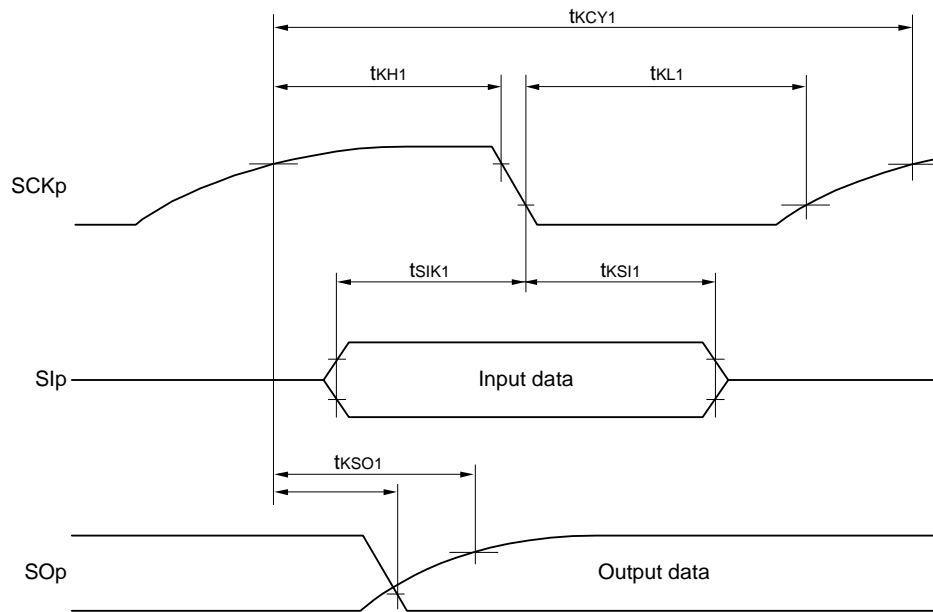 tKCY1
tKH1
tKL1
SCKp
tSIK1
tKSI1
SIp
Input data
tKSO1
SOp
Output data